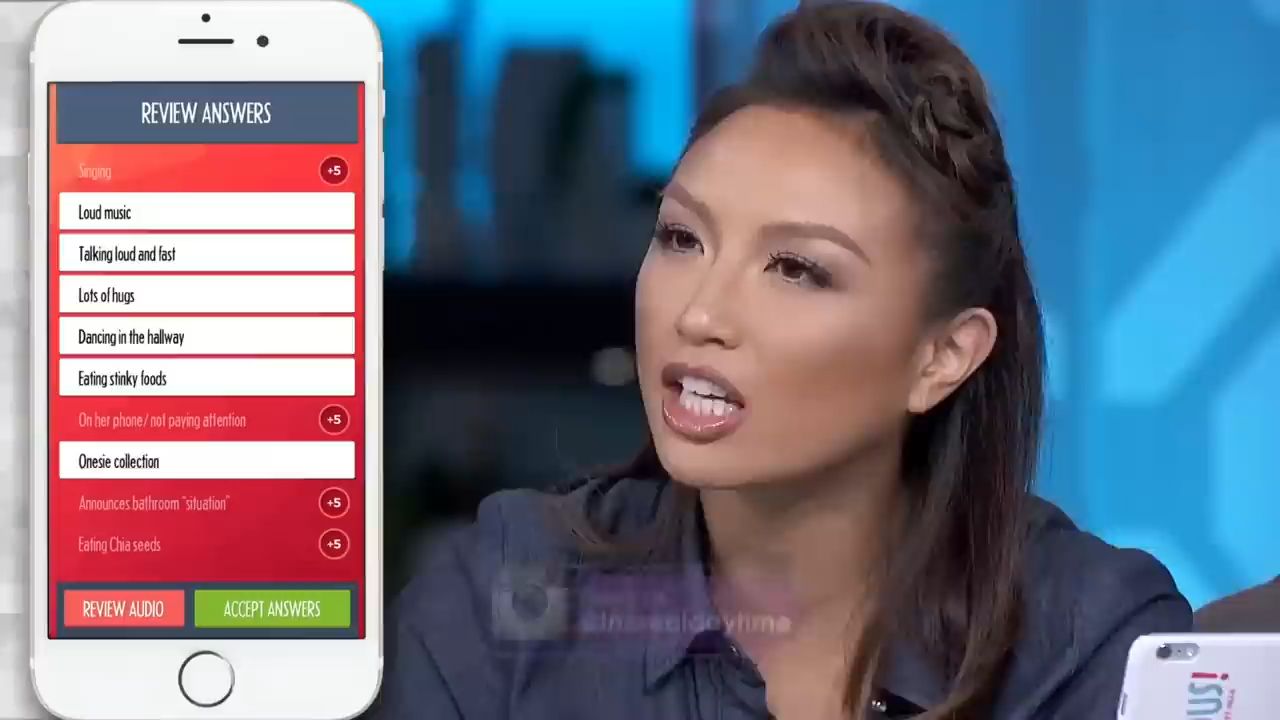 REVIEW ANSWERS
Singing +5
Loud music
Talking loud and fast
Lots of hugs
Dancing in the hallway
Eating stinky foods
On her phone/not paying attention +5
Onesie collection
Announces bathroom "situation" +5
Eating Chia seeds +5
REVIEW AUDIO ACCEPT ANSWERS
US!